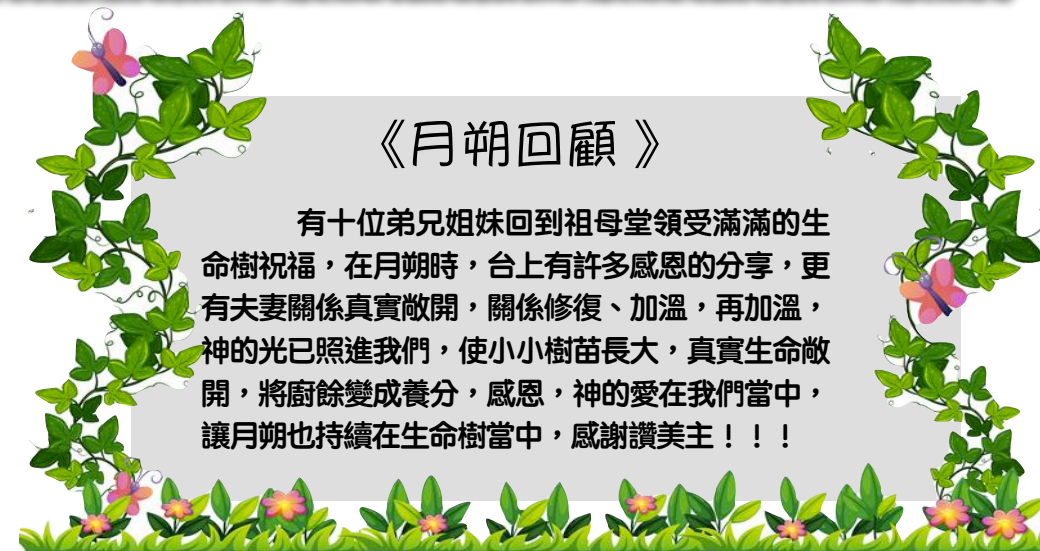 《月朔回顧 》
有十位弟兄姐妹回到祖母堂領受滿滿的生
命樹祝福，在月朔時，台上有許多感恩的分享，更
有夫妻關係真實敞開，關係修復、加溫，再加溫，
神的光已照進我們，使小小樹苗長大，真實生命敞
開，將廚餘變成養分，感恩，神的愛在我們當中，
讓月朔也持續在生命樹當中，感謝讚美主！！！